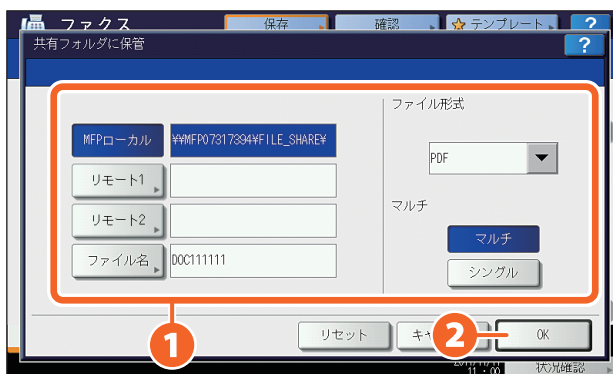 ファクス 保存 確認 テンプレート ?
共有フォルダに保管 ?
ファイル形式
MFPローカル ¥¥MFP07317394¥FILE_SHARE¥
PDF
リモート1
マルチ
リモート2
マルチ
ファイル名 DOC111111
シングル
1
リセット
2
OK
11:00 状況確認